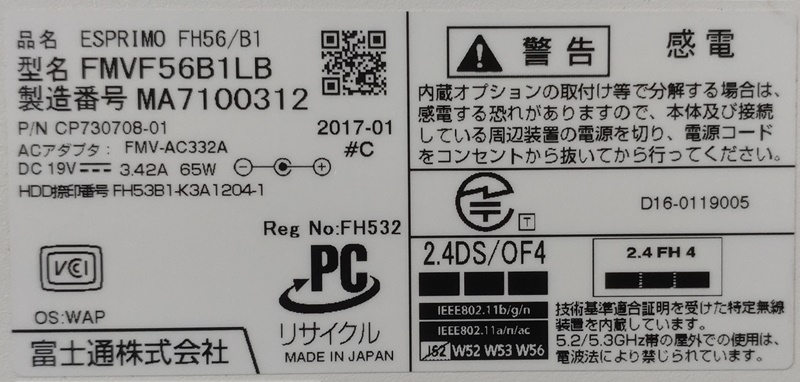 品名 ESPRIMO FH56/B1
型名 FMVF56B1LB
製造番号 MA7100312
P/N CP730708-01
2017-01
ACアダプタ: FMV-AC332A
#C
DC 19V 3.42A 65W
HDD捺印番号 FH53B1-K3A1204-1
Reg No:FH532
VCI
PC
リサイクル
OS:WAP
MADE IN JAPAN
富士通株式会社
警告 感電
内蔵オプションの取付け等で分解する場合は、
感電する恐れがありますので、本体及び接続
している周辺装置の電源を切り、電源コード
をコンセントから抜いてから行ってください。
T
D16-0119005
2.4DS/OF4
2.4 FH 4
IEEE802.11b/g/n
IEEE802.11a/n/ac
J52 W52 W53 W56
技術基準適合証明を受けた特定無線
装置を内蔵しています。
5.2/5.3GHz帯の屋外での使用は、
電波法により禁じられています。